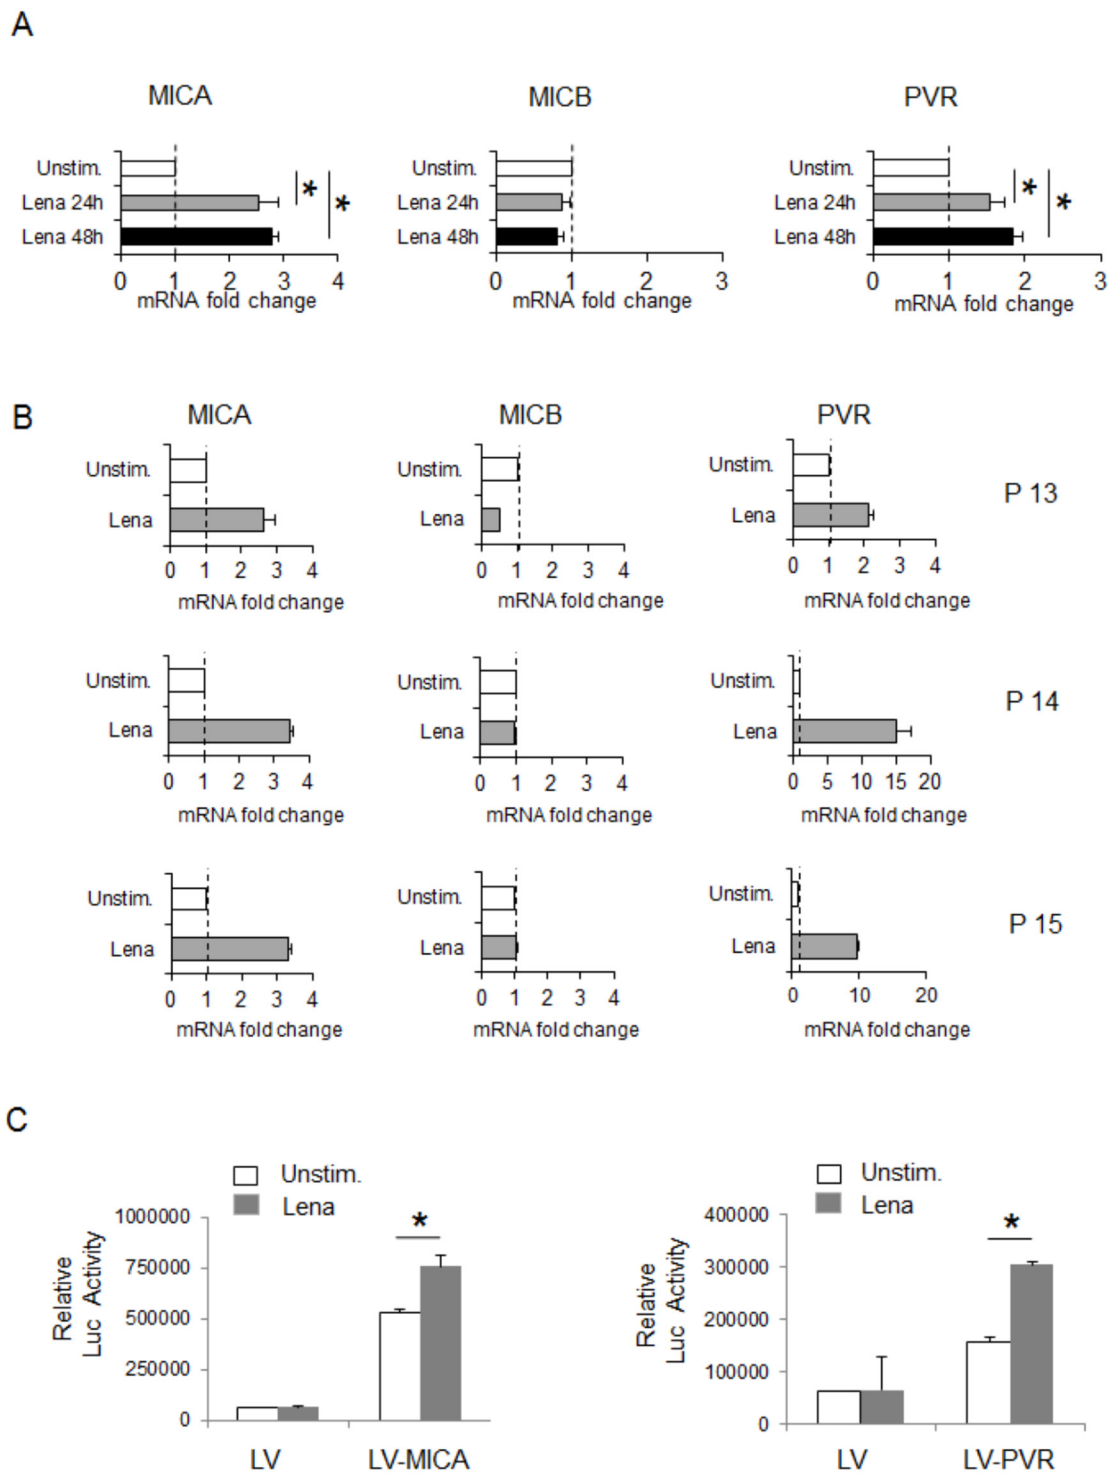 A
MICA MICB PVR
Unstim. Unstim. Unstim.
Lena 24h Lena 24h Lena 24h
Lena 48h Lena 48h Lena 48h
* * * *
0 1 2 3 4 0 1 2 3 0 1 2 3
mRNA fold change mRNA fold change mRNA fold change
B
MICA MICB PVR
Unstim. Unstim. Unstim.
P 13
Lena Lena Lena
0 1 2 3 4 0 1 2 3 4 0 1 2 3 4
mRNA fold change mRNA fold change mRNA fold change
Unstim. Unstim. Unstim.
P 14
Lena Lena Lena
0 1 2 3 4 0 1 2 3 4 0 5 10 15 20
mRNA fold change mRNA fold change mRNA fold change
Unstim. Unstim. Unstim.
P 15
Lena Lena Lena
0 1 2 3 4 0 1 2 3 4 0 10 20
mRNA fold change mRNA fold change mRNA fold change
C
Unstim.
Lena
Relative
Luc Activity
1000000
750000
500000
250000
0
*
LV LV-MICA
Unstim.
Lena
Relative
Luc Activity
400000
300000
200000
100000
0
*
LV LV-PVR